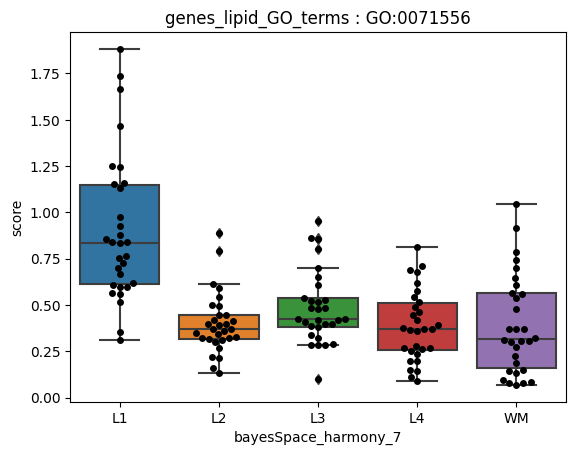 genes_lipid_GO_terms : GO:0071556
1.75
1.50
1.25
1.00
0.75
0.50
0.25
0.00
score
L1 L2 L3 L4 WM
bayesSpace_harmony_7